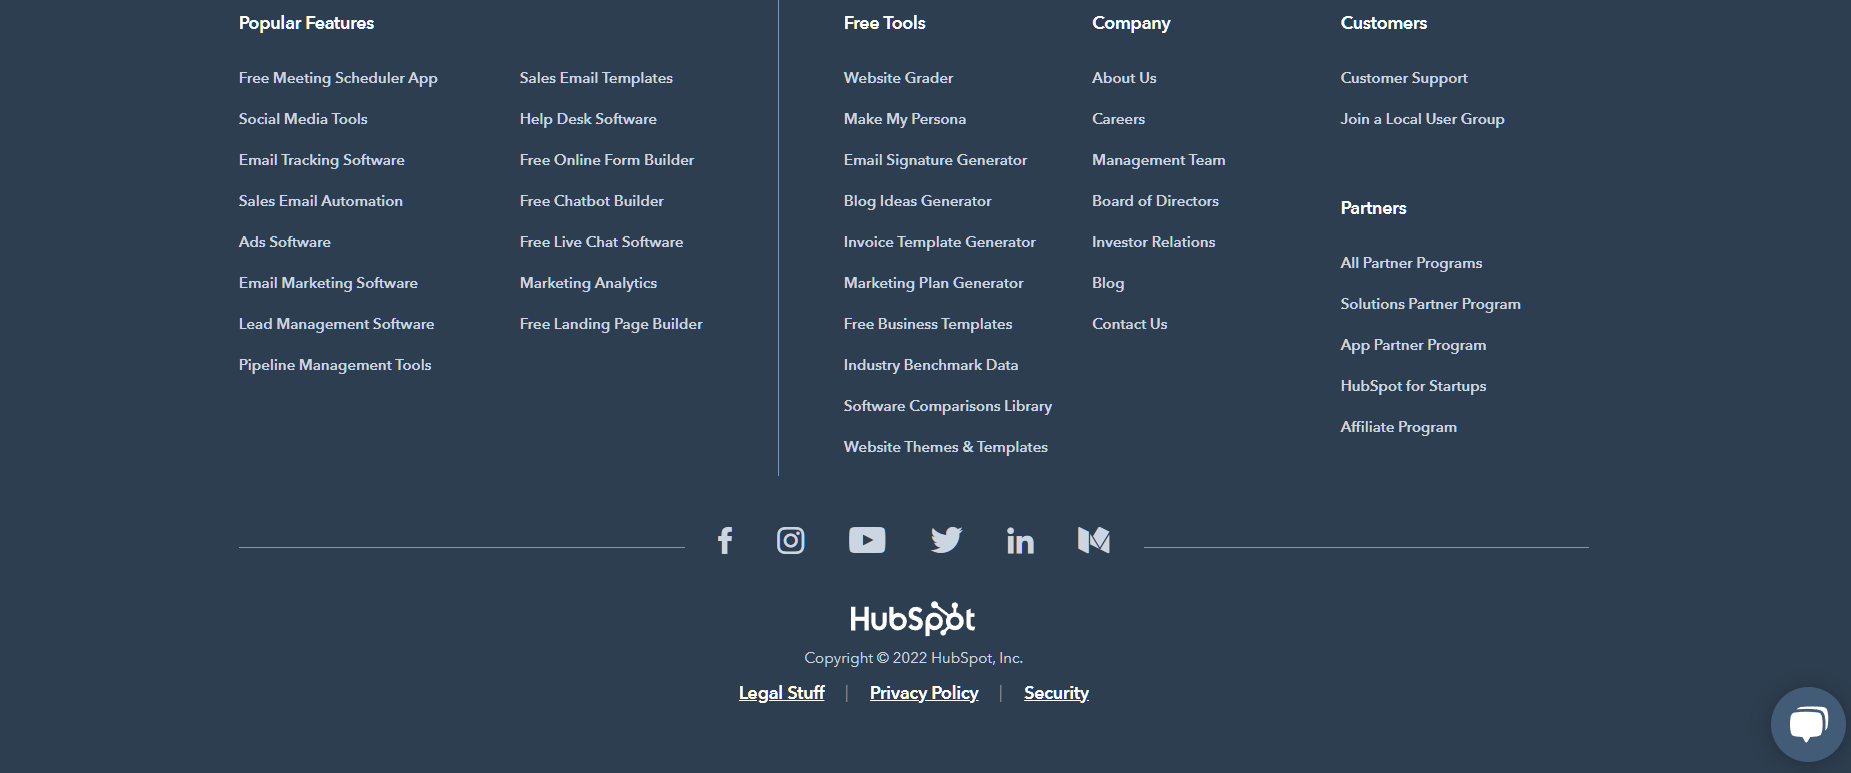 Popular Features
Free Meeting Scheduler App
Social Media Tools
Email Tracking Software
Sales Email Automation
Ads Software
Email Marketing Software
Lead Management Software
Pipeline Management Tools
Sales Email Templates
Help Desk Software
Free Online Form Builder
Free Chatbot Builder
Free Live Chat Software
Marketing Analytics
Free Landing Page Builder
Free Tools
Website Grader
Make My Persona
Email Signature Generator
Blog Ideas Generator
Invoice Template Generator
Marketing Plan Generator
Free Business Templates
Industry Benchmark Data
Software Comparisons Library
Website Themes & Templates
Company
About Us
Careers
Management Team
Board of Directors
Investor Relations
Blog
Contact Us
Customers
Customer Support
Join a Local User Group
Partners
All Partner Programs
Solutions Partner Program
App Partner Program
HubSpot for Startups
Affiliate Program
HubSpot
Copyright © 2022 HubSpot, Inc.
Legal Stuff | Privacy Policy | Security